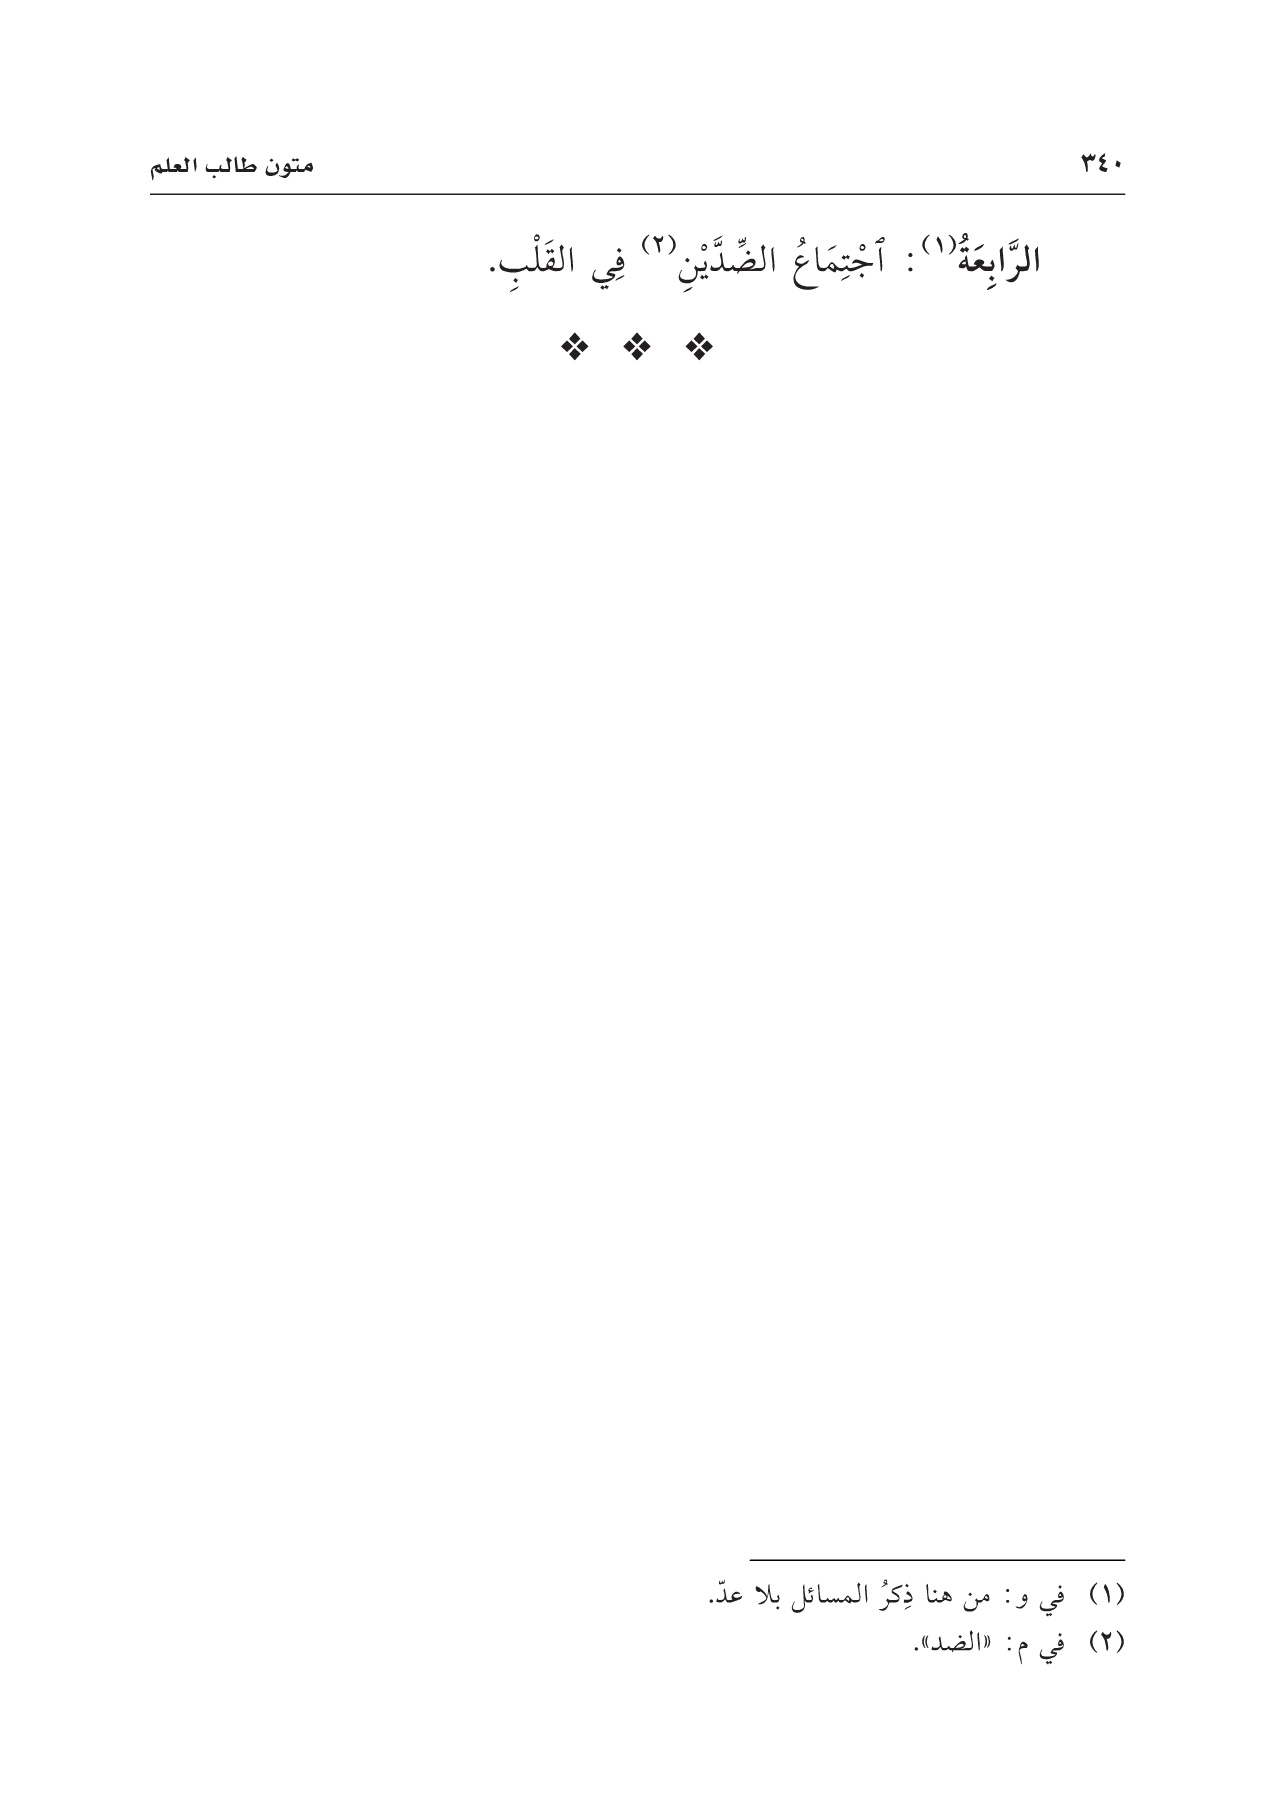 ٣٤٠
متون طالب العلم
الرَّابِعَةُ(١): ٱجْتِمَاعُ الضِّدَّيْنِ(٢) فِي القَلْبِ.
❖ ❖ ❖
(١) في و: من هنا ذِكرُ المسائل بلا عدّ.
(٢) في م: «الضد».